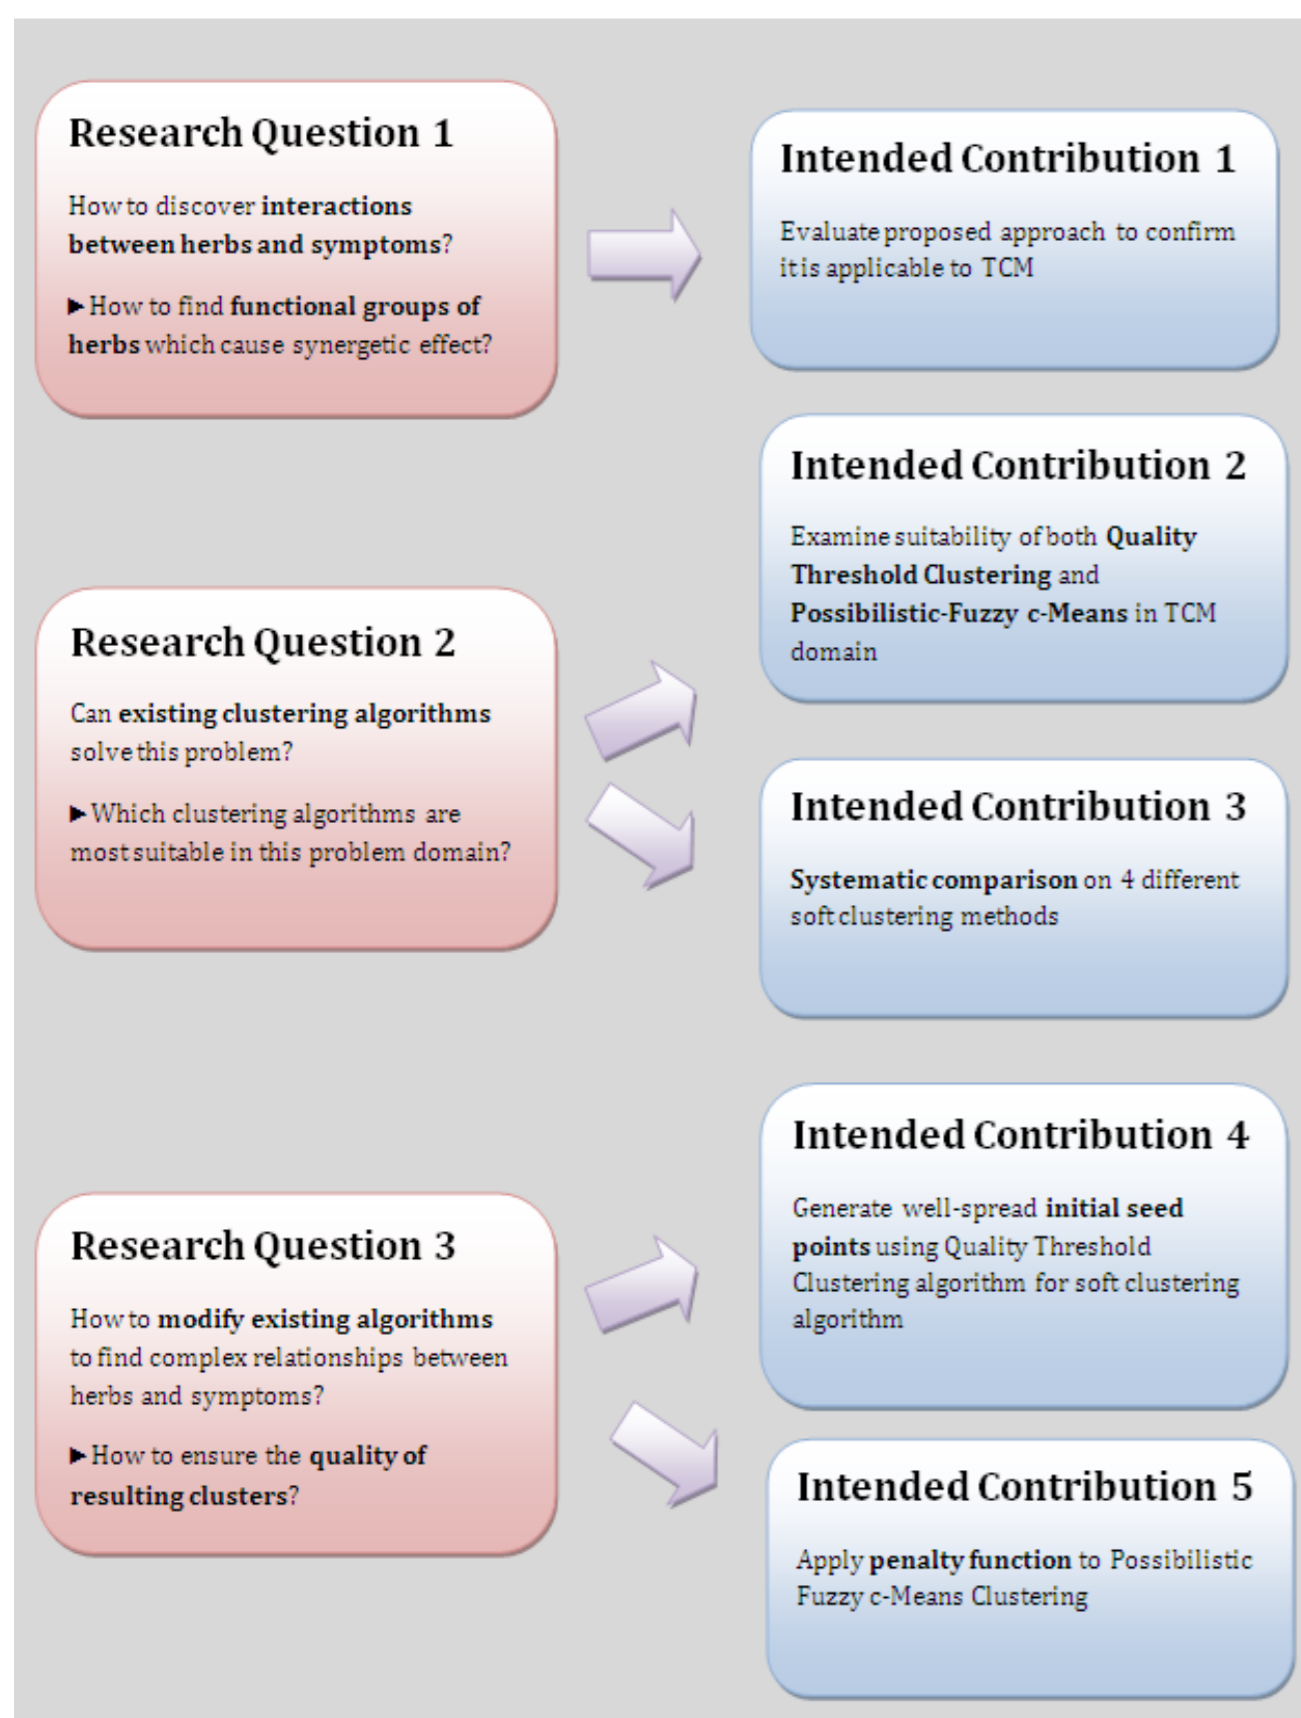 Research Question 1
How to discover interactions
between herbs and symptoms?
►How to find functional groups of
herbs which cause synergetic effect?
Intended Contribution 1
Evaluate proposed approach to confirm
it is applicable to TCM
Research Question 2
Can existing clustering algorithms
solve this problem?
►Which clustering algorithms are
most suitable in this problem domain?
Intended Contribution 2
Examine suitability of both Quality
Threshold Clustering and
Possibilistic-Fuzzy c-Means in TCM
domain
Intended Contribution 3
Systematic comparison on 4 different
soft clustering methods
Research Question 3
How to modify existing algorithms
to find complex relationships between
herbs and symptoms?
►How to ensure the quality of
resulting clusters?
Intended Contribution 4
Generate well-spread initial seed
points using Quality Threshold
Clustering algorithm for soft clustering
algorithm
Intended Contribution 5
Apply penalty function to Possibilistic
Fuzzy c-Means Clustering